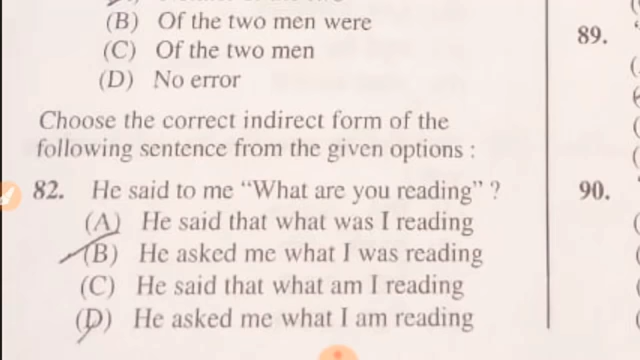 (B) Of the two men were
(C) Of the two men
(D) No error
Choose the correct indirect form of the
following sentence from the given options :
82. He said to me “What are you reading” ?
(A) He said that what was I reading
(B) He asked me what I was reading
(C) He said that what am I reading
(D) He asked me what I am reading
89.
90.